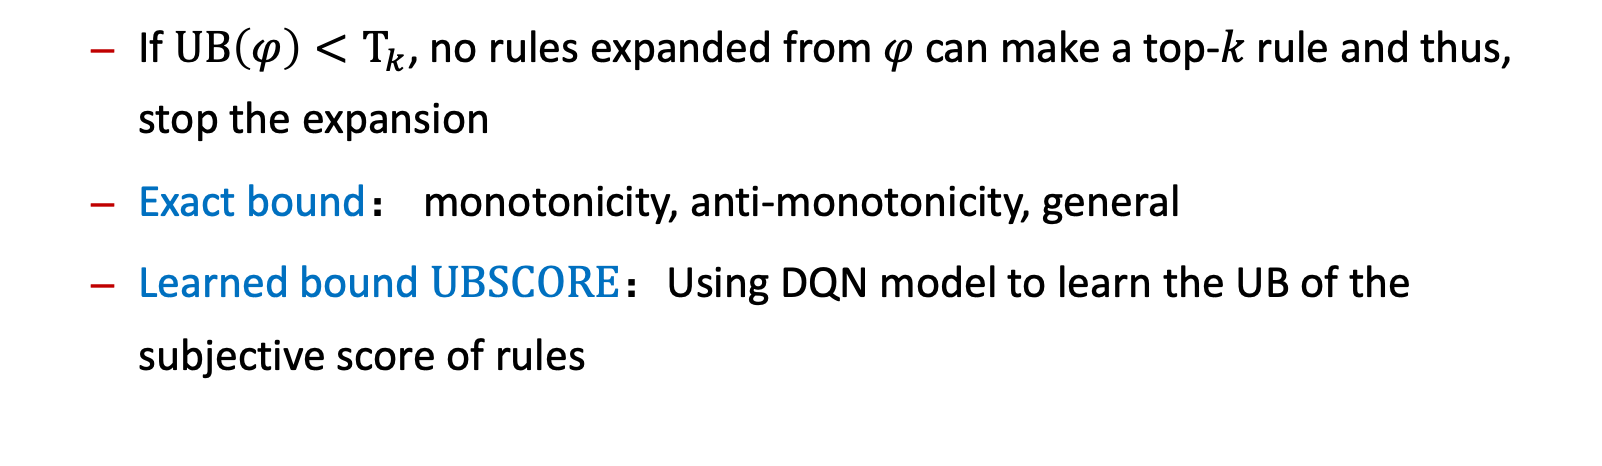 – If UB(φ) < Tₖ, no rules expanded from φ can make a top-k rule and thus,
stop the expansion
– Exact bound： monotonicity, anti-monotonicity, general
– Learned bound UBSCORE：Using DQN model to learn the UB of the
subjective score of rules